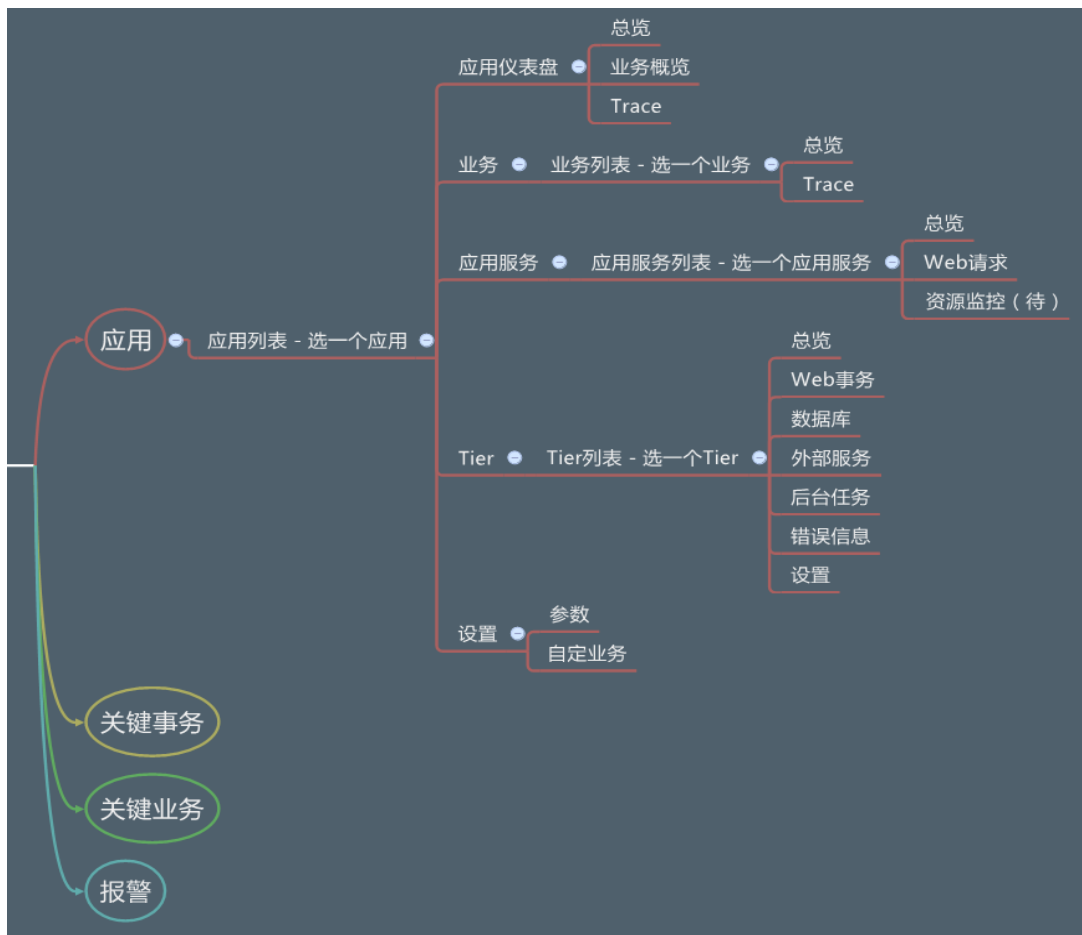 应用
应用列表 - 选一个应用
应用仪表盘
总览
业务概览
Trace
业务
业务列表 - 选一个业务
总览
Trace
应用服务
应用服务列表 - 选一个应用服务
总览
Web请求
资源监控（待）
Tier
Tier列表 - 选一个Tier
总览
Web事务
数据库
外部服务
后台任务
错误信息
设置
设置
参数
自定业务
关键事务
关键业务
报警